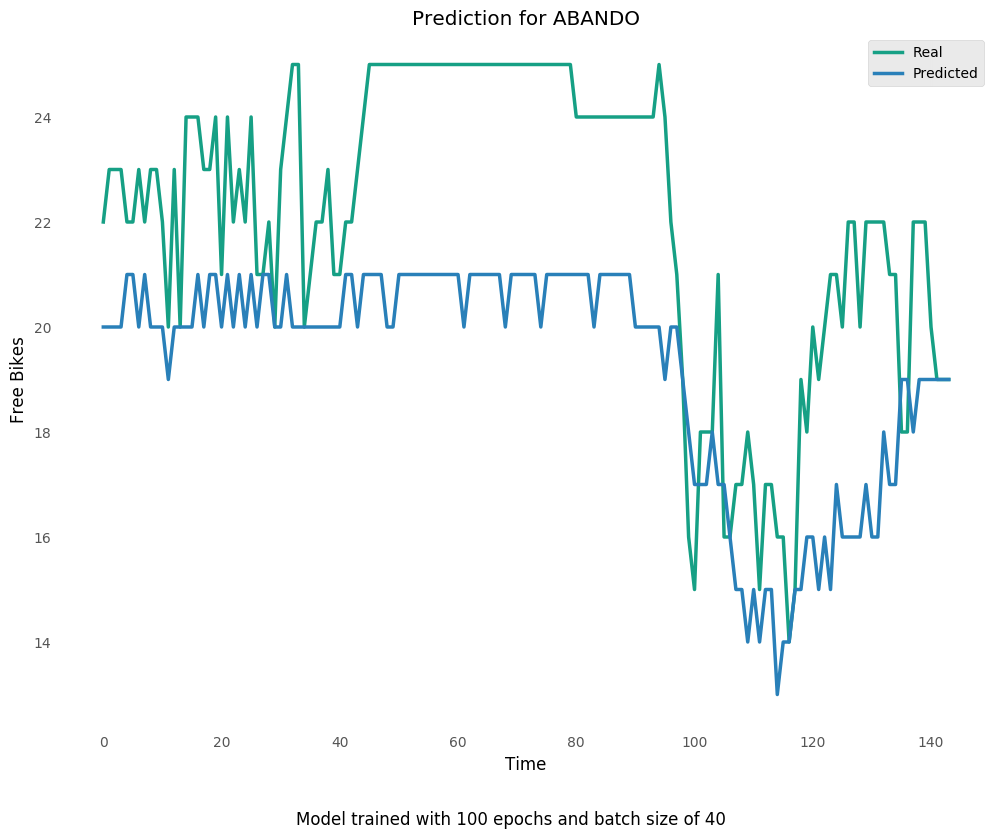 Prediction for ABANDO
Real
Predicted
24
22
20
18
16
14
Free Bikes
0 20 40 60 80 100 120 140
Time
Model trained with 100 epochs and batch size of 40